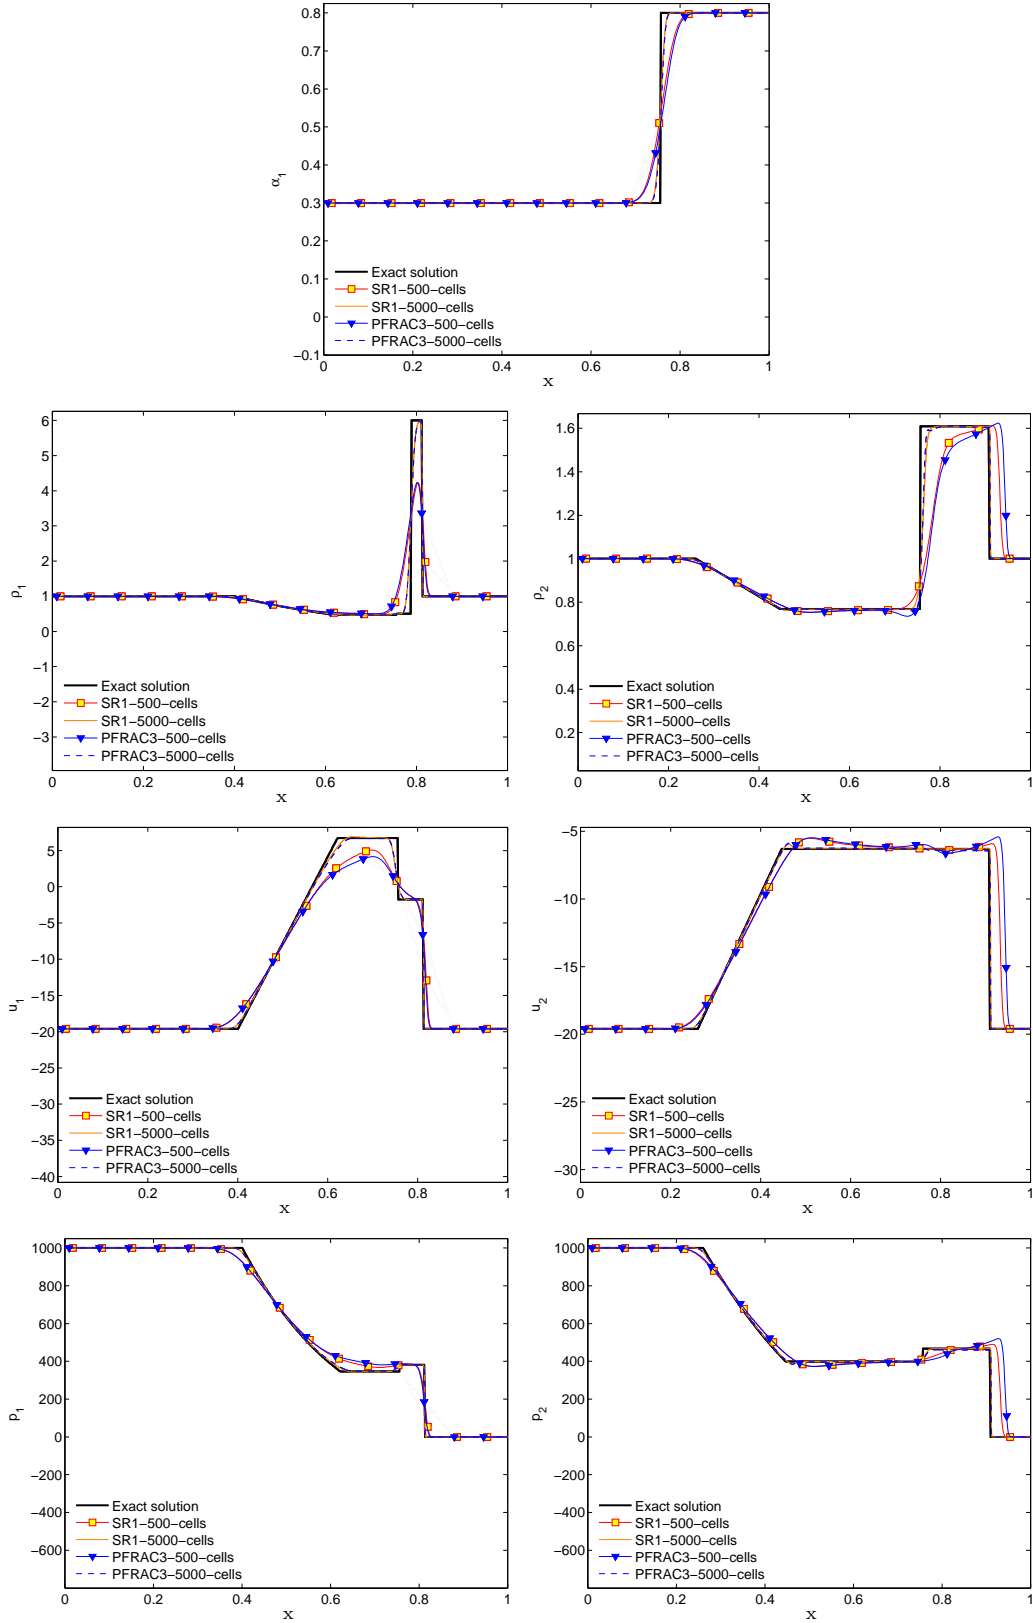 0.8
0.7
0.6
0.5
0.4
0.3
0.2
0.1
0
−0.1
α1
Exact solution
SR1−500−cells
SR1−5000−cells
PFRAC3−500−cells
PFRAC3−5000−cells
0 0.2 0.4 0.6 0.8 1
x
6
5
4
3
2
1
0
−1
−2
−3
ρ1
Exact solution
SR1−500−cells
SR1−5000−cells
PFRAC3−500−cells
PFRAC3−5000−cells
0 0.2 0.4 0.6 0.8 1
x
1.6
1.4
1.2
1
0.8
0.6
0.4
0.2
ρ2
Exact solution
SR1−500−cells
SR1−5000−cells
PFRAC3−500−cells
PFRAC3−5000−cells
0 0.2 0.4 0.6 0.8 1
x
5
0
−5
−10
−15
−20
−25
−30
−35
−40
u1
Exact solution
SR1−500−cells
SR1−5000−cells
PFRAC3−500−cells
PFRAC3−5000−cells
0 0.2 0.4 0.6 0.8 1
x
−5
−10
−15
−20
−25
−30
u2
Exact solution
SR1−500−cells
SR1−5000−cells
PFRAC3−500−cells
PFRAC3−5000−cells
0 0.2 0.4 0.6 0.8 1
x
1000
800
600
400
200
0
−200
−400
−600
p1
Exact solution
SR1−500−cells
SR1−5000−cells
PFRAC3−500−cells
PFRAC3−5000−cells
0 0.2 0.4 0.6 0.8 1
x
1000
800
600
400
200
0
−200
−400
−600
p2
Exact solution
SR1−500−cells
SR1−5000−cells
PFRAC3−500−cells
PFRAC3−5000−cells
0 0.2 0.4 0.6 0.8 1
x